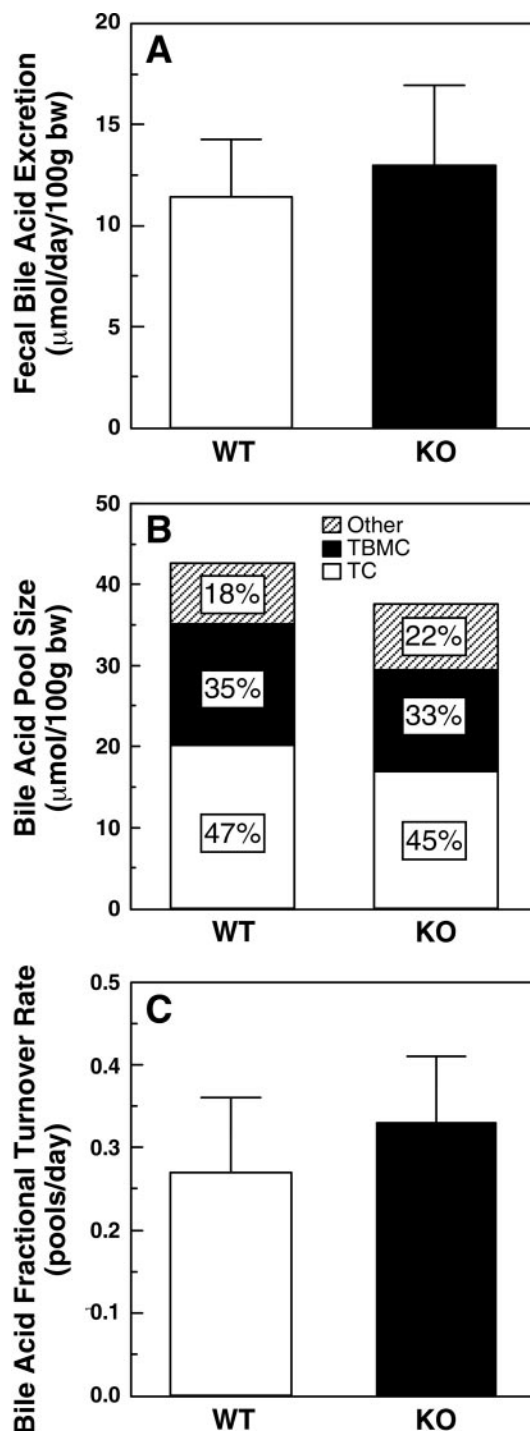 A
Fecal Bile Acid Excretion
(μmol/day/100g bw)
20
15
10
5
0
WT
KO
B
Bile Acid Pool Size
(μmol/100g bw)
50
40
30
20
10
0
Other
TBMC
TC
18%
35%
47%
22%
33%
45%
WT
KO
C
Bile Acid Fractional Turnover Rate
(pools/day)
0.5
0.4
0.3
0.2
0.1
0.0
WT
KO